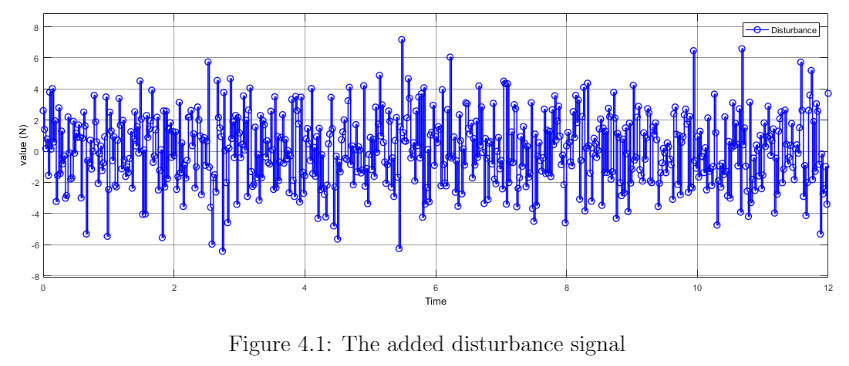 8
6
4
2
0
-2
-4
-6
-8
value (N)
Disturbance
0 2 4 6 8 10 12
Time
Figure 4.1: The added disturbance signal